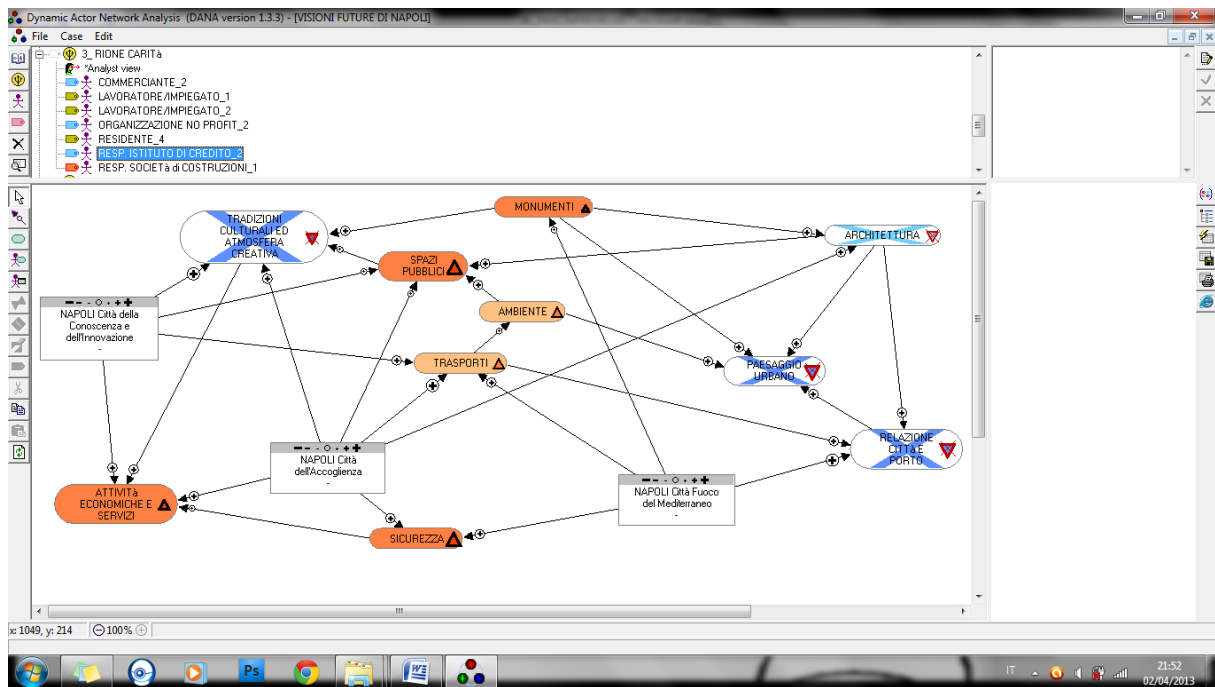 Dynamic Actor Network Analysis (DANA version 1.3.3) - [VISIONI FUTURE DI NAPOLI]
File Case Edit
3_ RIONE CARITà
*Analyst view
COMMERCIANTE_2
LAVORATORE/IMPIEGATO_1
LAVORATORE/IMPIEGATO_2
ORGANIZZAZIONE NO PROFIT_2
RESIDENTE_4
RESP. ISTITUTO DI CREDITO_2
RESP. SOCIETà di COSTRUZIONI_1
MONUMENTI
TRADIZIONI
CULTURALI ED
ATMOSFERA
CREATIVA
ARCHITETTURA
SPAZI
PUBBLICI
NAPOLI Città della
Conoscenza e
dell'Innovazione
-
AMBIENTE
TRASPORTI
PAESAGGIO
URBANO
RELAZIONE
CITTà E
PORTO
NAPOLI Città
dell'Accoglienza
-
NAPOLI Città Fuoco
del Mediterraneo
-
ATTIVITà
ECONOMICHE E
SERVIZI
SICUREZZA
x: 1049, y: 214 100%
Ps W IT 21:52
02/04/2013